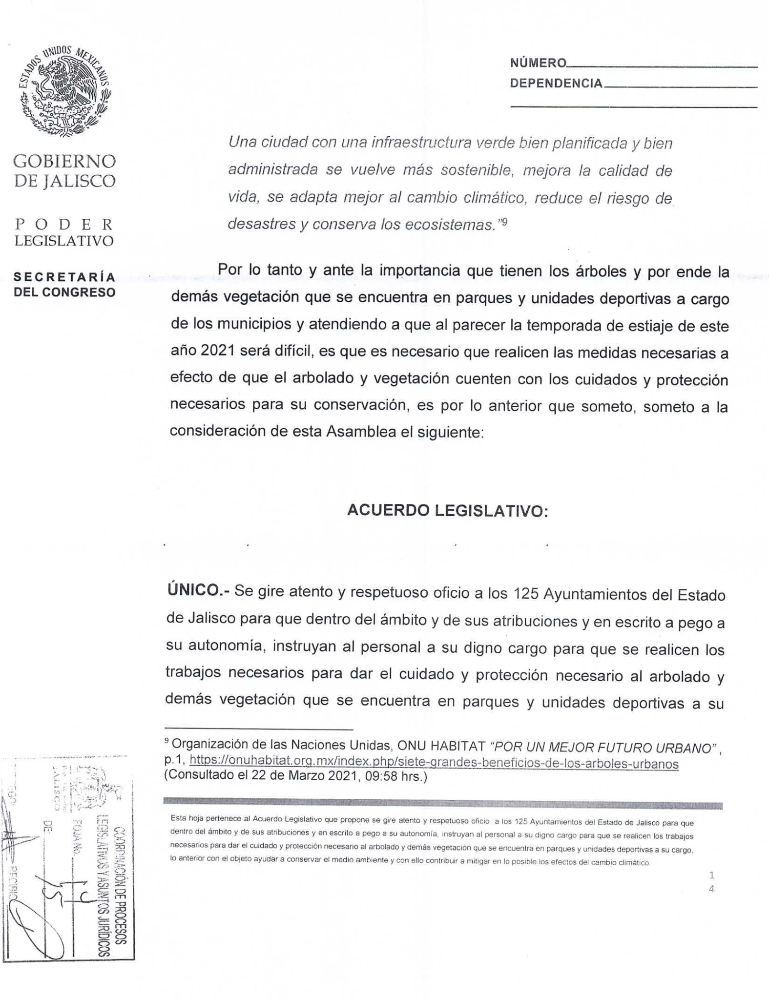 ESTADOS UNIDOS MEXICANOS
GOBIERNO
DE JALISCO
PODER
LEGISLATIVO
SECRETARÍA
DEL CONGRESO
NÚMERO
DEPENDENCIA
Una ciudad con una infraestructura verde bien planificada y bien
administrada se vuelve más sostenible, mejora la calidad de
vida, se adapta mejor al cambio climático, reduce el riesgo de
desastres y conserva los ecosistemas."9
Por lo tanto y ante la importancia que tienen los árboles y por ende la
demás vegetación que se encuentra en parques y unidades deportivas a cargo
de los municipios y atendiendo a que al parecer la temporada de estiaje de este
año 2021 será difícil, es que es necesario que realicen las medidas necesarias a
efecto de que el arbolado y vegetación cuenten con los cuidados y protección
necesarios para su conservación, es por lo anterior que someto, someto a la
consideración de esta Asamblea el siguiente:
ACUERDO LEGISLATIVO:
ÚNICO.- Se gire atento y respetuoso oficio a los 125 Ayuntamientos del Estado
de Jalisco para que dentro del ámbito y de sus atribuciones y en escrito a pego a
su autonomía, instruyan al personal a su digno cargo para que se realicen los
trabajos necesarios para dar el cuidado y protección necesario al arbolado y
demás vegetación que se encuentra en parques y unidades deportivas a su
9 Organización de las Naciones Unidas, ONU HABITAT "POR UN MEJOR FUTURO URBANO",
p.1, https://onuhabitat.org.mx/index.php/siete-grandes-beneficios-de-los-arboles-urbanos
(Consultado el 22 de Marzo 2021, 09:58 hrs.)
Esta hoja pertenece al Acuerdo Legislativo que propone se gire atento y respetuoso oficio a los 125 Ayuntamientos del Estado de Jalisco para que
dentro del ámbito y de sus atribuciones y en escrito a pego a su autonomía, instruyan al personal a su digno cargo para que se realicen los trabajos
necesarios para dar el cuidado y protección necesario al arbolado y demás vegetación que se encuentra en parques y unidades deportivas a su cargo,
lo anterior con el objeto ayudar a conservar el medio ambiente y con ello contribuir a mitigar en lo posible los efectos del cambio climático.
1
4
COORDINACIÓN DE PROCESOS
LEGISLATIVOS Y ASUNTOS JURÍDICOS
JALISCO
FOJA No. 14
DE: 15
RECIBIÓ